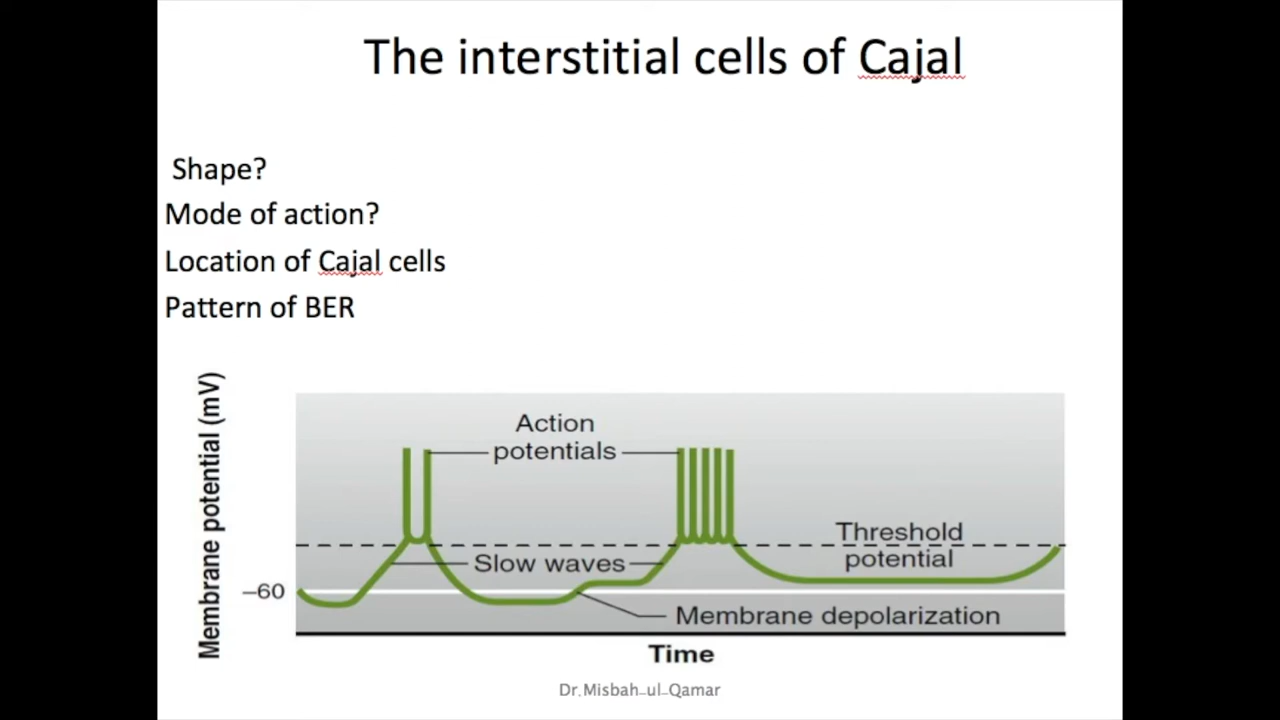 The interstitial cells of Cajal
Shape?
Mode of action?
Location of Cajal cells
Pattern of BER
Membrane potential (mV)
Action
potentials
Threshold
potential
Slow waves
–60
Membrane depolarization
Time
Dr.Misbah-ul-Qamar